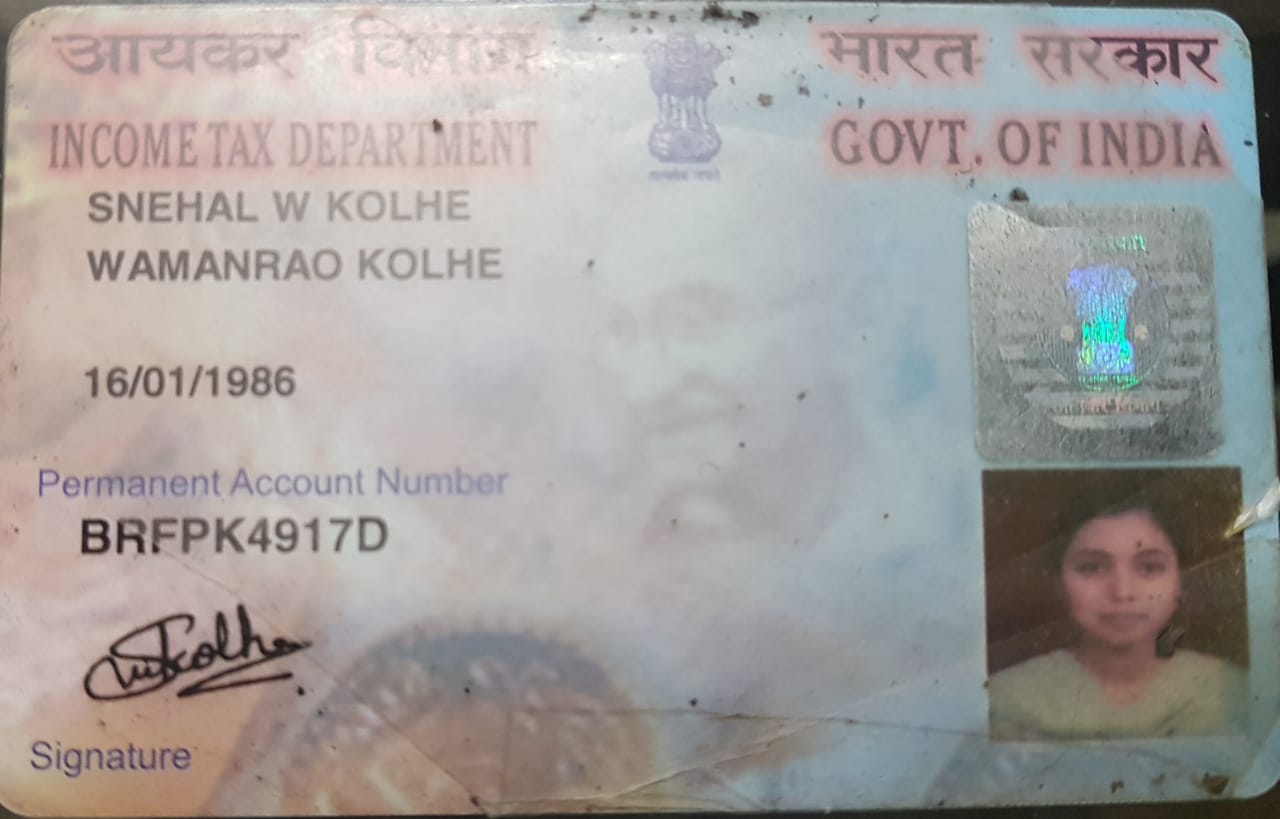 आयकर विभाग
भारत सरकार
INCOME TAX DEPARTMENT
GOVT. OF INDIA
SNEHAL W KOLHE
WAMANRAO KOLHE
16/01/1986
Permanent Account Number
BRFPK4917D
Signature